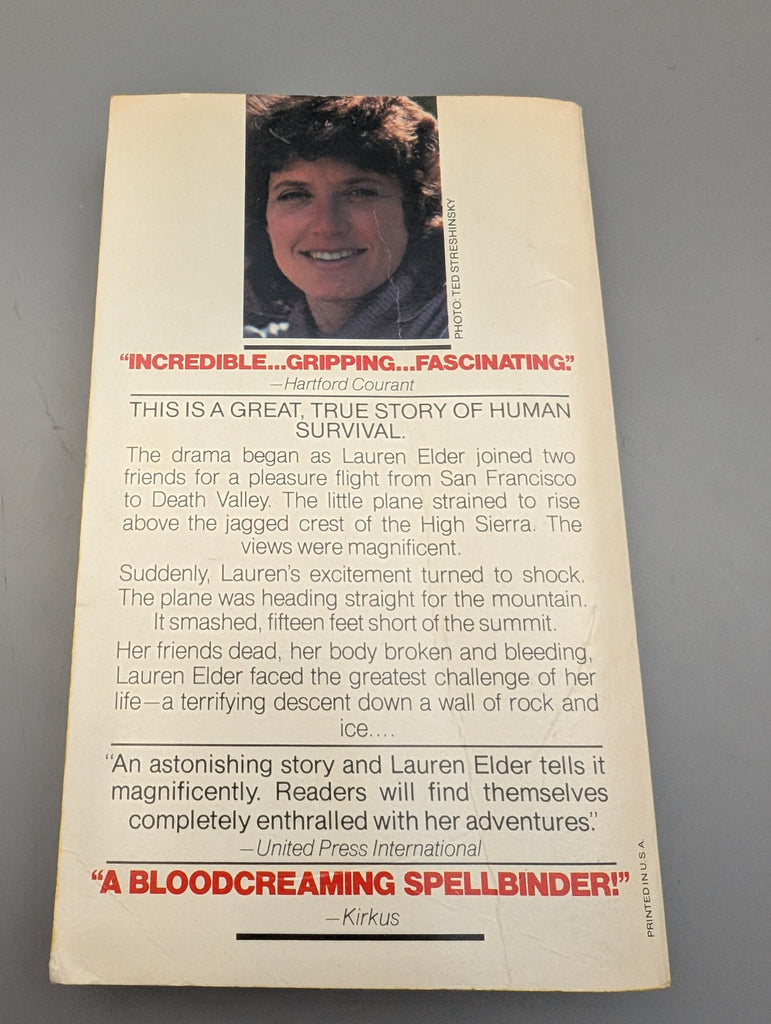 PHOTO: TED STRESHINSKY
“INCREDIBLE...GRIPPING...FASCINATING.”
—Hartford Courant
THIS IS A GREAT, TRUE STORY OF HUMAN
SURVIVAL.
The drama began as Lauren Elder joined two
friends for a pleasure flight from San Francisco
to Death Valley. The little plane strained to rise
above the jagged crest of the High Sierra. The
views were magnificent.
Suddenly, Lauren's excitement turned to shock.
The plane was heading straight for the mountain.
It smashed, fifteen feet short of the summit.
Her friends dead, her body broken and bleeding,
Lauren Elder faced the greatest challenge of her
life—a terrifying descent down a wall of rock and
ice....
“An astonishing story and Lauren Elder tells it
magnificently. Readers will find themselves
completely enthralled with her adventures.”
—United Press International
“A BLOODCREAMING SPELLBINDER!”
—Kirkus
PRINTED IN U.S.A.